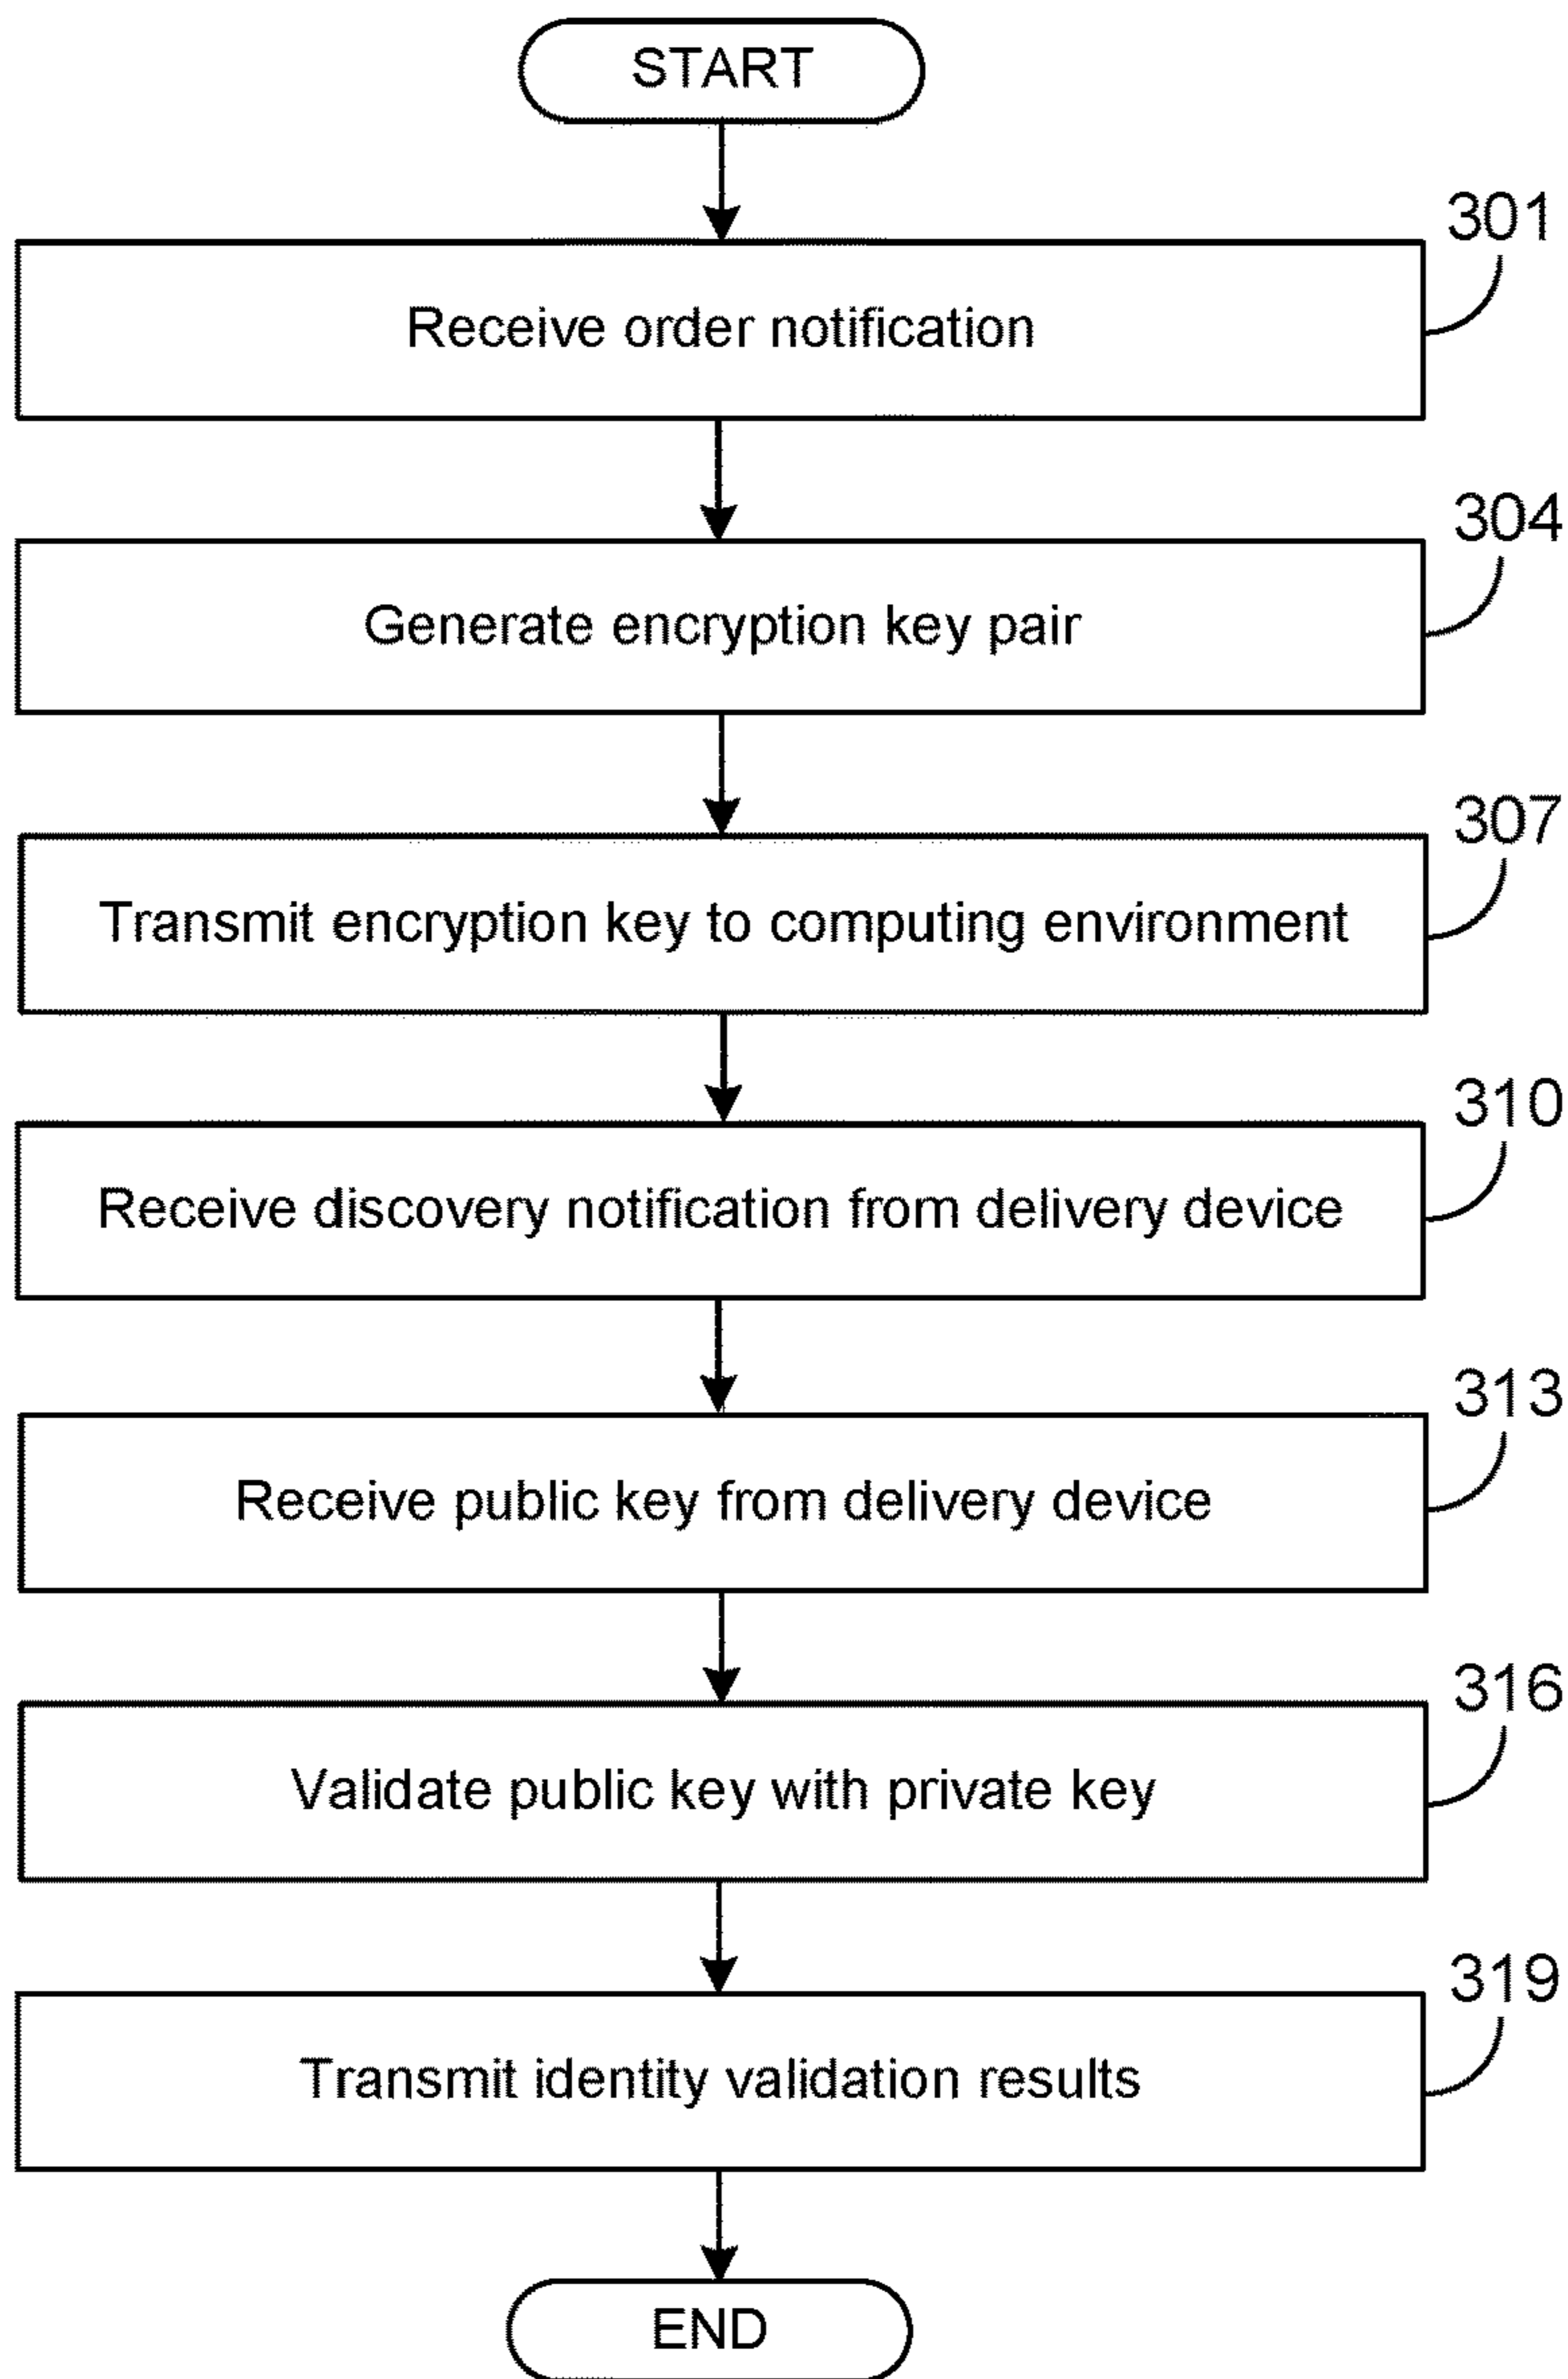 START
301
Receive order notification
304
Generate encryption key pair
307
Transmit encryption key to computing environment
310
Receive discovery notification from delivery device
313
Receive public key from delivery device
316
Validate public key with private key
319
Transmit identity validation results
END